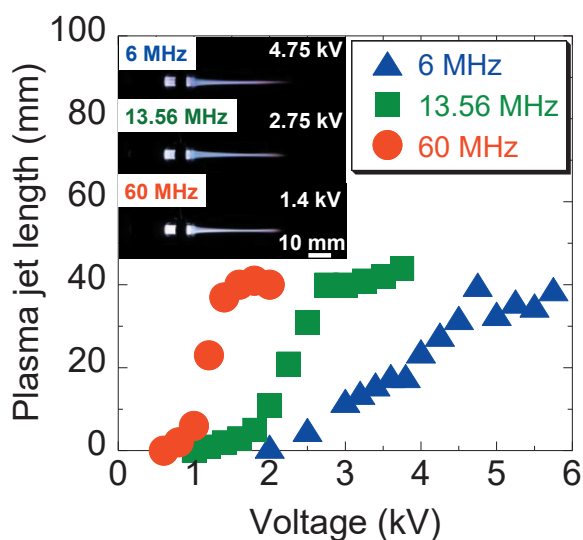 100
80
60
40
20
0
Plasma jet length (mm)
6 MHz
4.75 kV
13.56 MHz
2.75 kV
60 MHz
1.4 kV
10 mm
6 MHz
13.56 MHz
60 MHz
0 1 2 3 4 5 6
Voltage (kV)